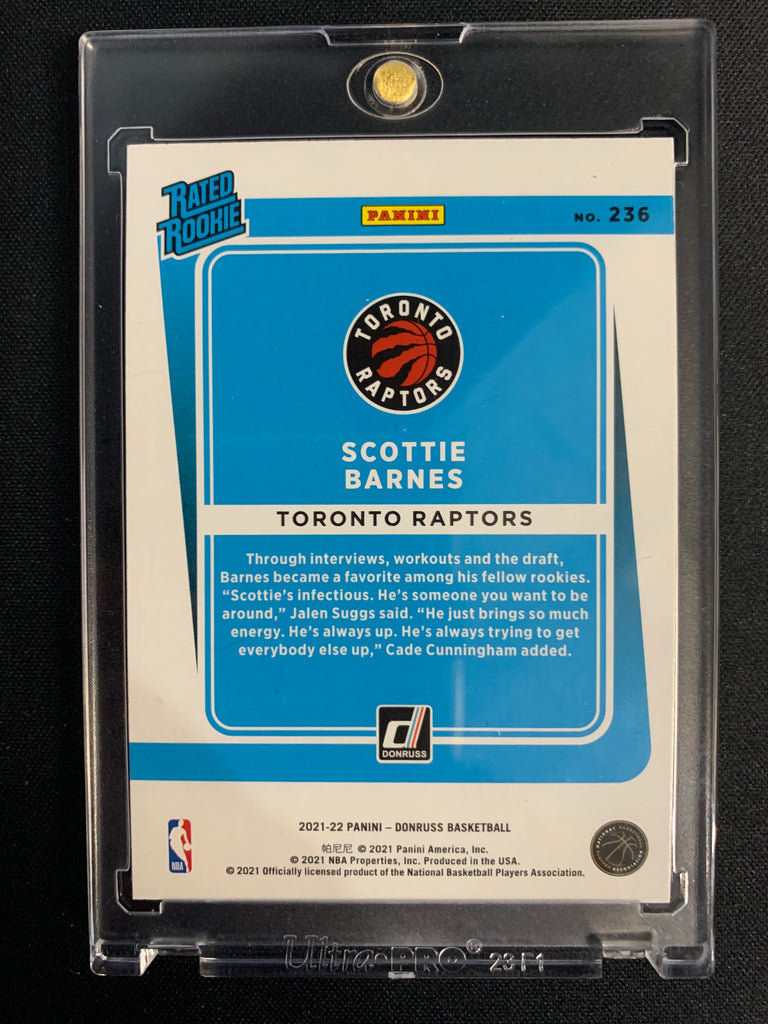 RATED
ROOKIE
PANINI
NO. 236
TORONTO
RAPTORS
SCOTTIE
BARNES
TORONTO RAPTORS
Through interviews, workouts and the draft,
Barnes became a favorite among his fellow rookies.
“Scottie’s infectious. He’s someone you want to be
around,” Jalen Suggs said. “He just brings so much
energy. He’s always up. He’s always trying to get
everybody else up,” Cade Cunningham added.
DONRUSS
2021-22 PANINI – DONRUSS BASKETBALL
帕尼尼 © 2021 Panini America, Inc.
© 2021 NBA Properties, Inc. Produced in the USA.
© 2021 Officially licensed product of the National Basketball Players Association.
NBA
Ultra·PRO®